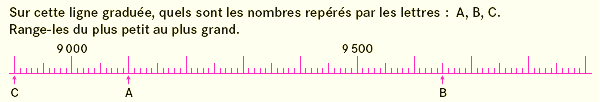 Sur cette ligne graduée, quels sont les nombres repérés par les lettres : A, B, C.
Range-les du plus petit au plus grand.
9 000 9 500
C A B